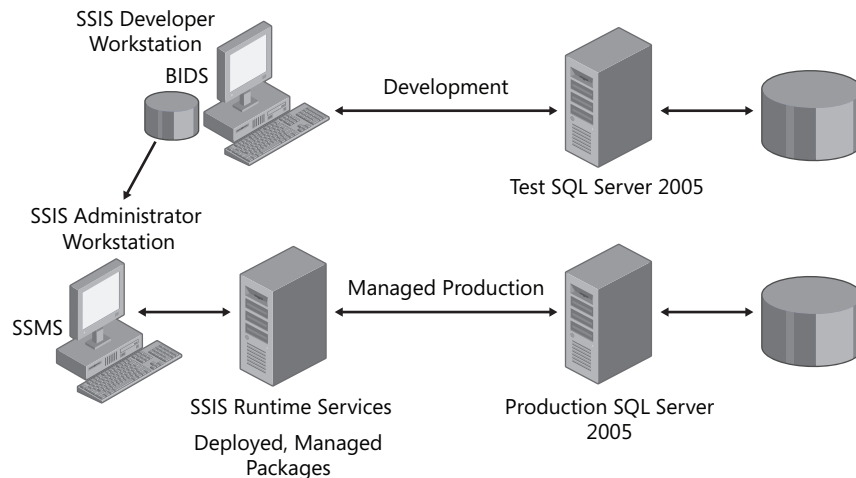 SSIS Developer
Workstation
BIDS
Development
Test SQL Server 2005
SSIS Administrator
Workstation
SSMS
Managed Production
SSIS Runtime Services
Deployed, Managed
Packages
Production SQL Server
2005